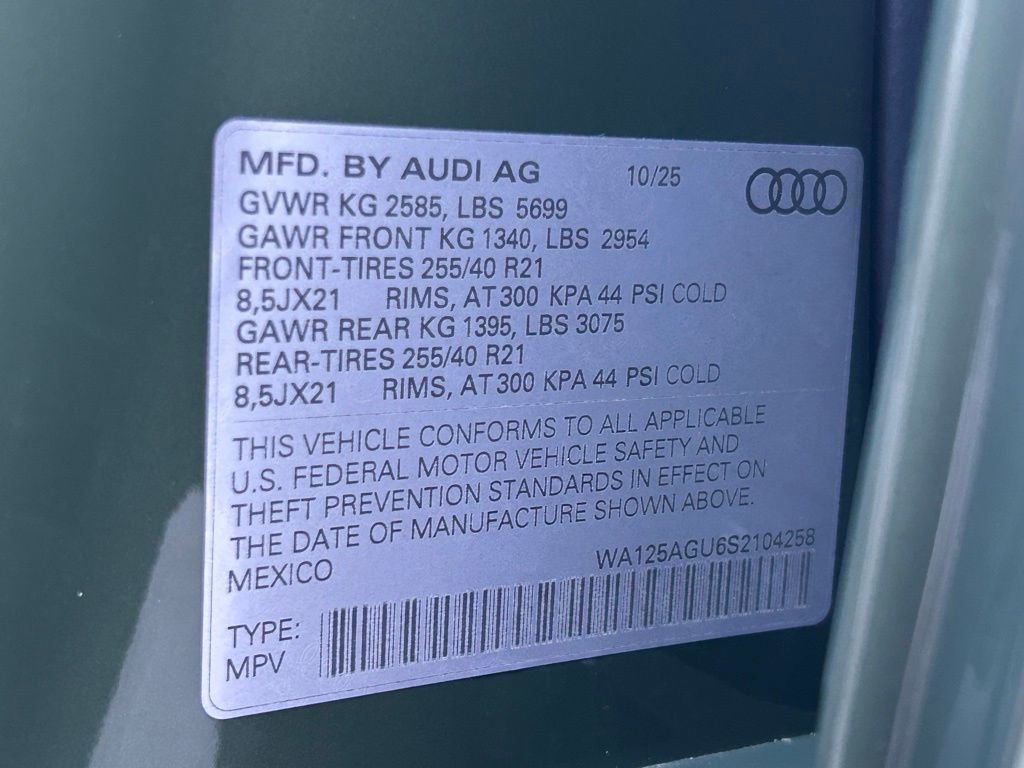 MFD. BY AUDI AG 10/25
GVWR KG 2585, LBS 5699
GAWR FRONT KG 1340, LBS 2954
FRONT-TIRES 255/40 R21
8,5JX21 RIMS, AT 300 KPA 44 PSI COLD
GAWR REAR KG 1395, LBS 3075
REAR-TIRES 255/40 R21
8,5JX21 RIMS, AT 300 KPA 44 PSI COLD
THIS VEHICLE CONFORMS TO ALL APPLICABLE
U.S. FEDERAL MOTOR VEHICLE SAFETY AND
THEFT PREVENTION STANDARDS IN EFFECT ON
THE DATE OF MANUFACTURE SHOWN ABOVE.
MEXICO WA125AGU6S2104258
TYPE:
MPV